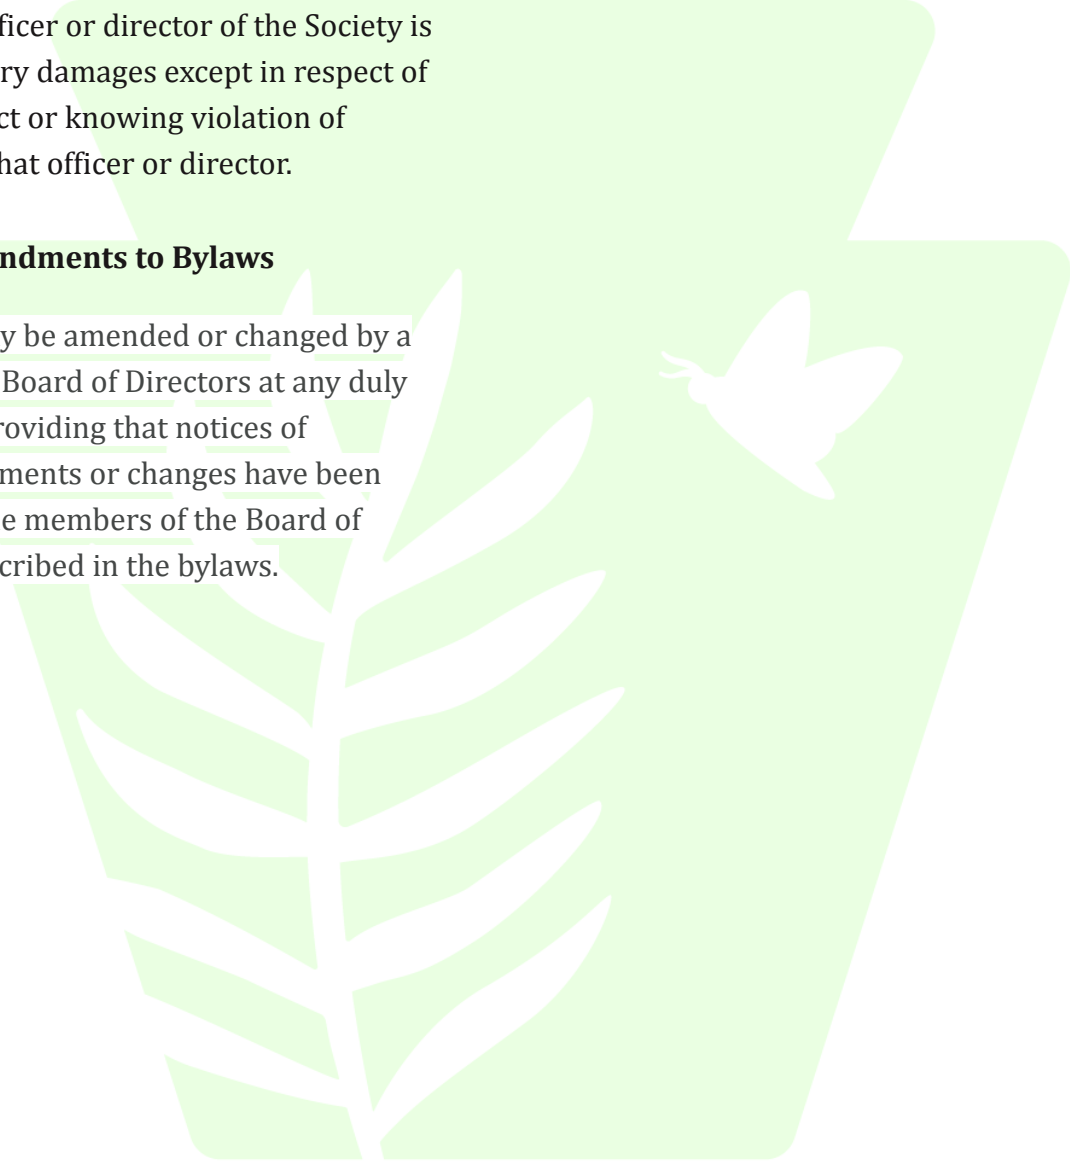 ficer or director of the Society is
ry damages except in respect of
ct or knowing violation of
hat officer or director.
ndments to Bylaws
y be amended or changed by a
Board of Directors at any duly
roviding that notices of
ments or changes have been
e members of the Board of
cribed in the bylaws.